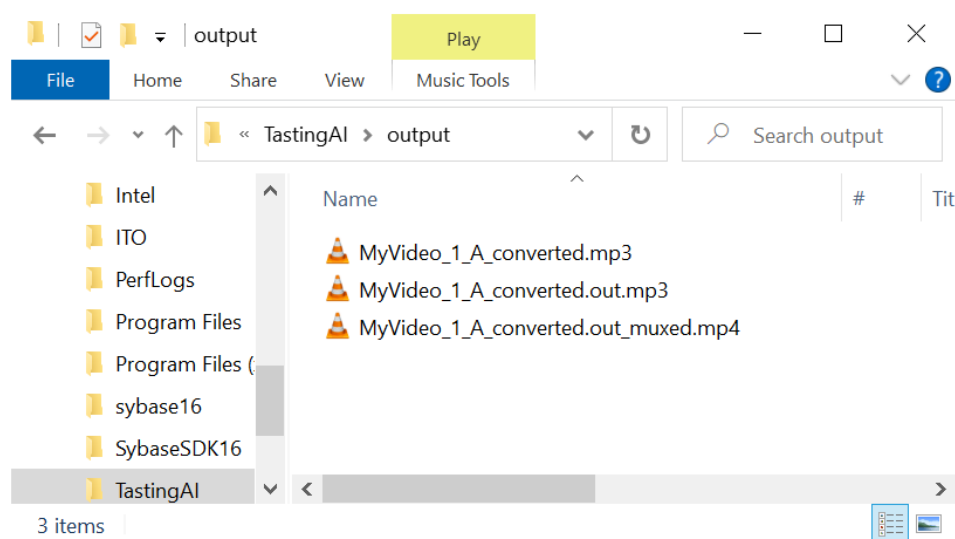 output
Play
File Home Share View Music Tools
?
« TastingAI > output
Search output
Name # Tit
Intel
ITO
PerfLogs
Program Files
Program Files (
sybase16
SybaseSDK16
TastingAI
MyVideo_1_A_converted.mp3
MyVideo_1_A_converted.out.mp3
MyVideo_1_A_converted.out_muxed.mp4
3 items